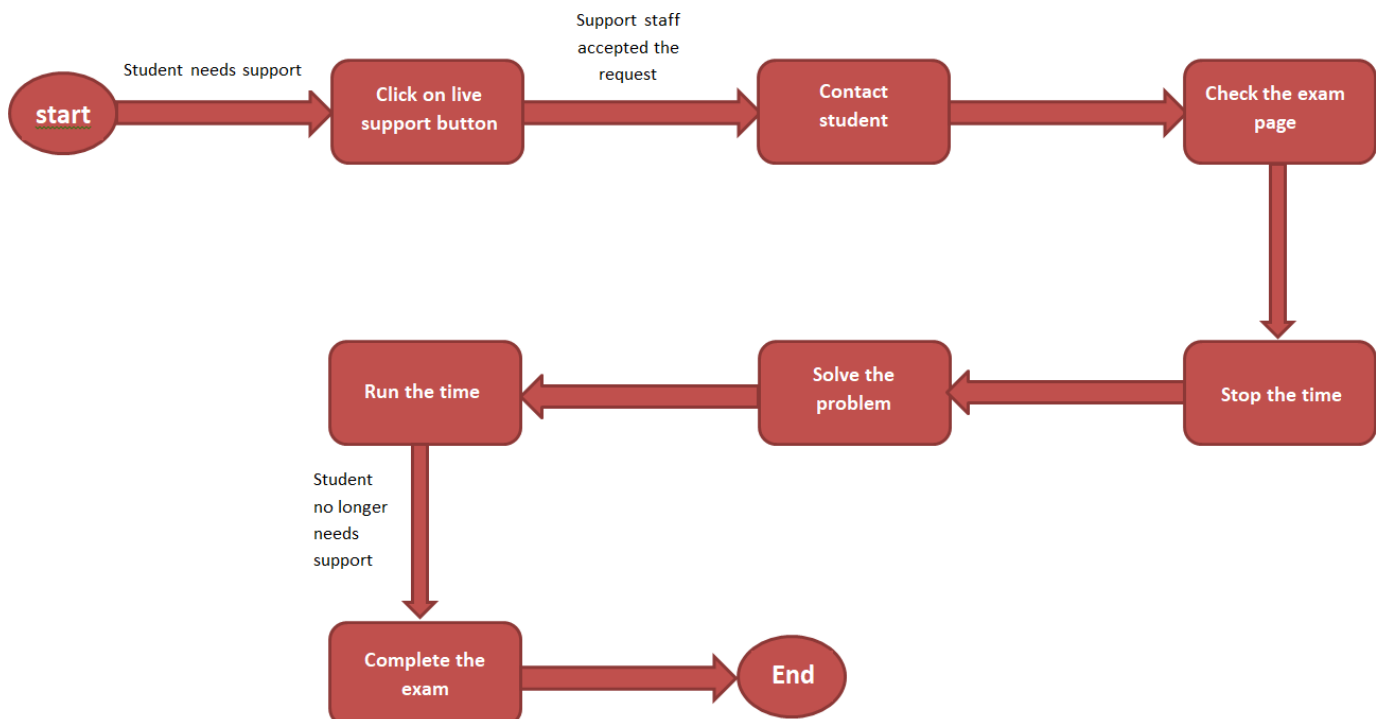 Support staff
accepted the
request
Student needs support
start
Click on live
support button
Contact
student
Check the exam
page
Run the time
Solve the
problem
Stop the time
Student
no longer
needs
support
Complete the
exam
End